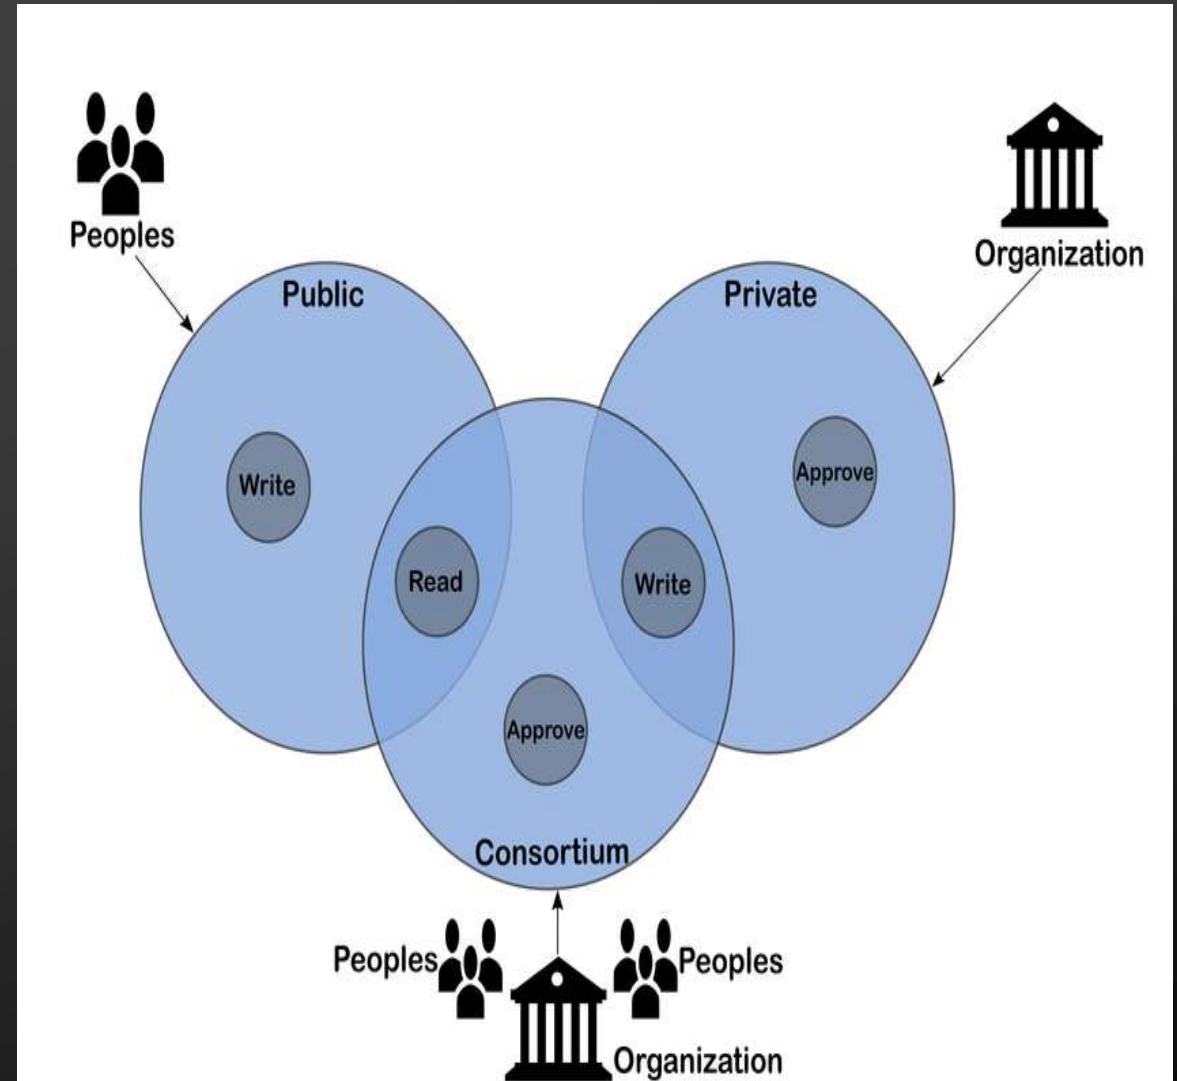 Peoples
Organization
Public
Private
Write
Approve
Read
Write
Approve
Consortium
Peoples
Peoples
Organization